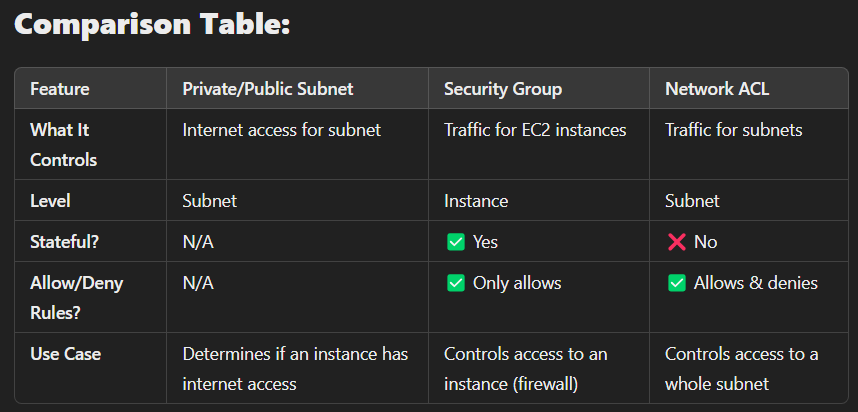 Comparison Table:
Feature Private/Public Subnet Security Group Network ACL
What It Controls Internet access for subnet Traffic for EC2 instances Traffic for subnets
Level Subnet Instance Subnet
Stateful? N/A ✅ Yes ❌ No
Allow/Deny Rules? N/A ✅ Only allows ✅ Allows & denies
Use Case Determines if an instance has internet access Controls access to an instance (firewall) Controls access to a whole subnet